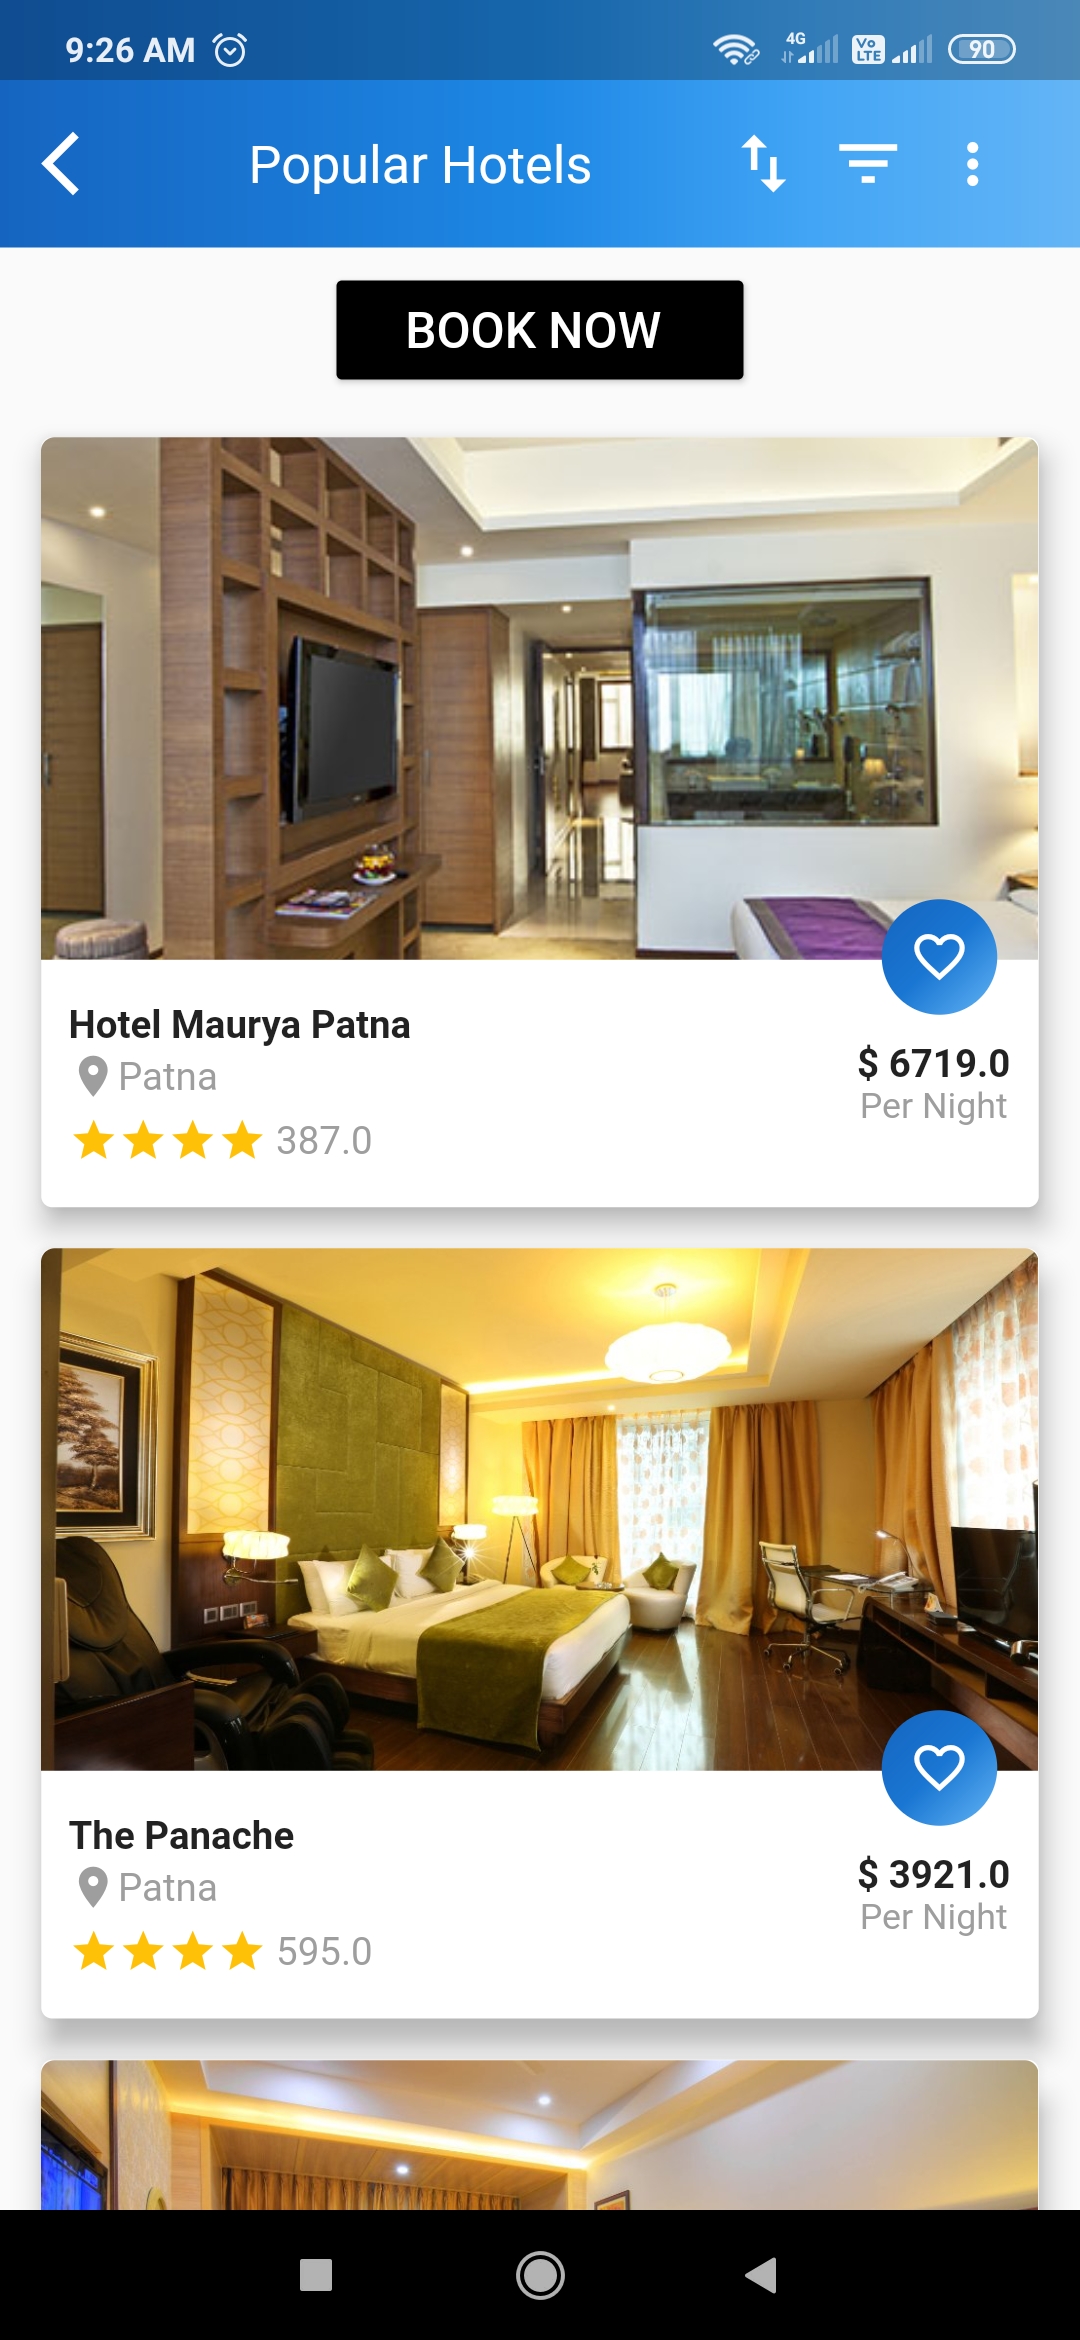 9:26 AM
4G
Vo
LTE
90
Popular Hotels
BOOK NOW
Hotel Maurya Patna
Patna
$ 6719.0
Per Night
387.0
The Panache
Patna
$ 3921.0
Per Night
595.0